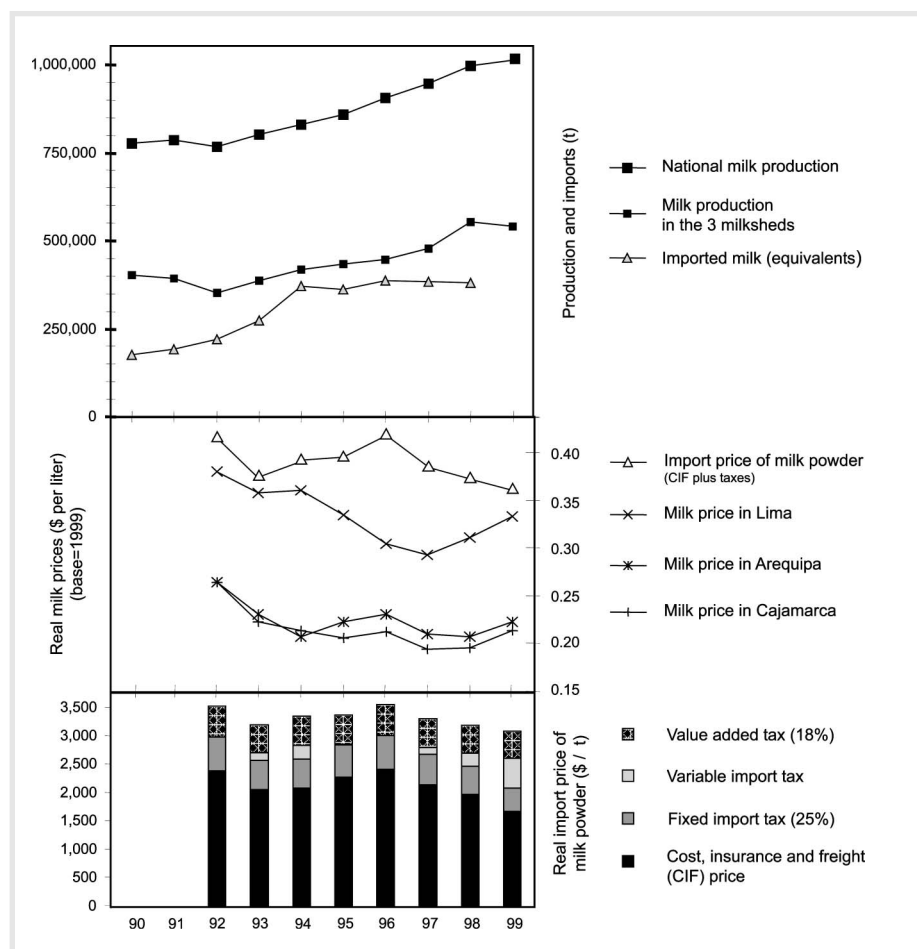 1,000,000
750,000
500,000
250,000
0
Production and imports (t)
National milk production
Milk production
in the 3 milksheds
Imported milk (equivalents)
Real milk prices ($ per liter)
(base=1999)
0.40
0.35
0.30
0.25
0.20
0.15
Import price of milk powder
(CIF plus taxes)
Milk price in Lima
Milk price in Arequipa
Milk price in Cajamarca
3,500
3,000
2,500
2,000
1,500
1,000
500
0
90 91 92 93 94 95 96 97 98 99
Real import price of
milk powder ($ / t)
Value added tax (18%)
Variable import tax
Fixed import tax (25%)
Cost, insurance and freight
(CIF) price